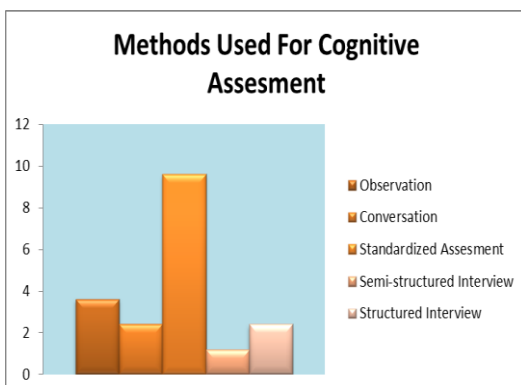 Methods Used For Cognitive
Assesment
12
10
8
6
4
2
0
Observation
Conversation
Standardized Assesment
Semi-structured Interview
Structured Interview